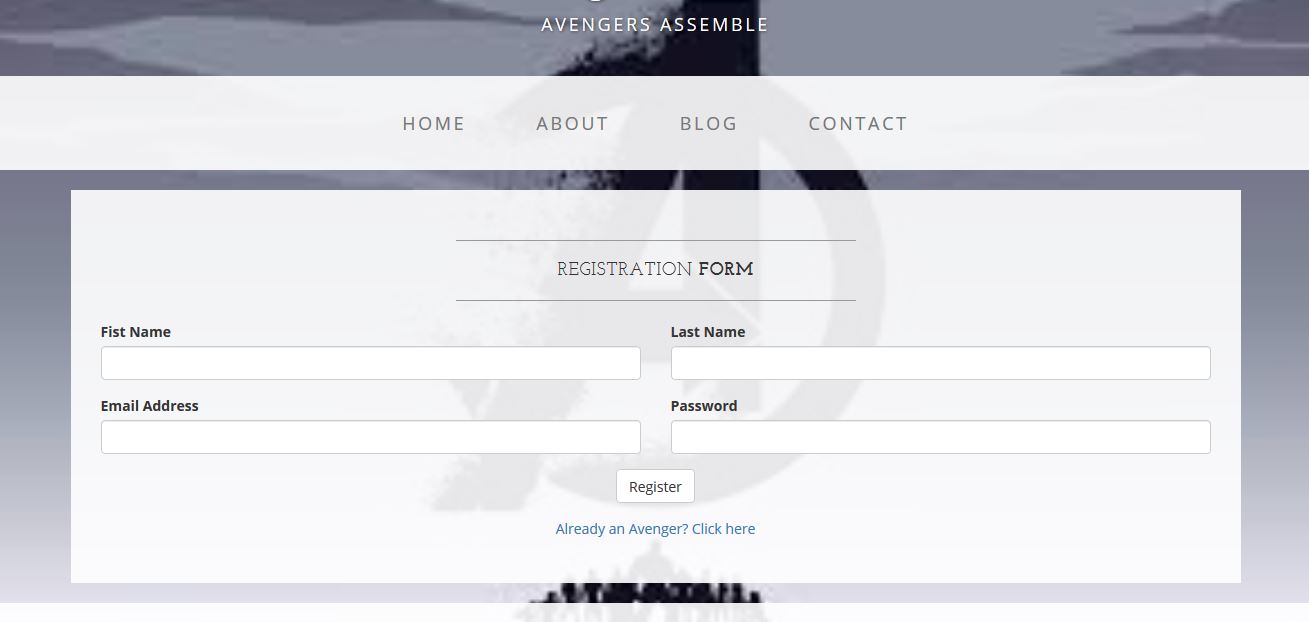 AVENGERS ASSEMBLE
HOME ABOUT BLOG CONTACT
REGISTRATION FORM
Fist Name Last Name
Email Address Password
Register
Already an Avenger? Click here